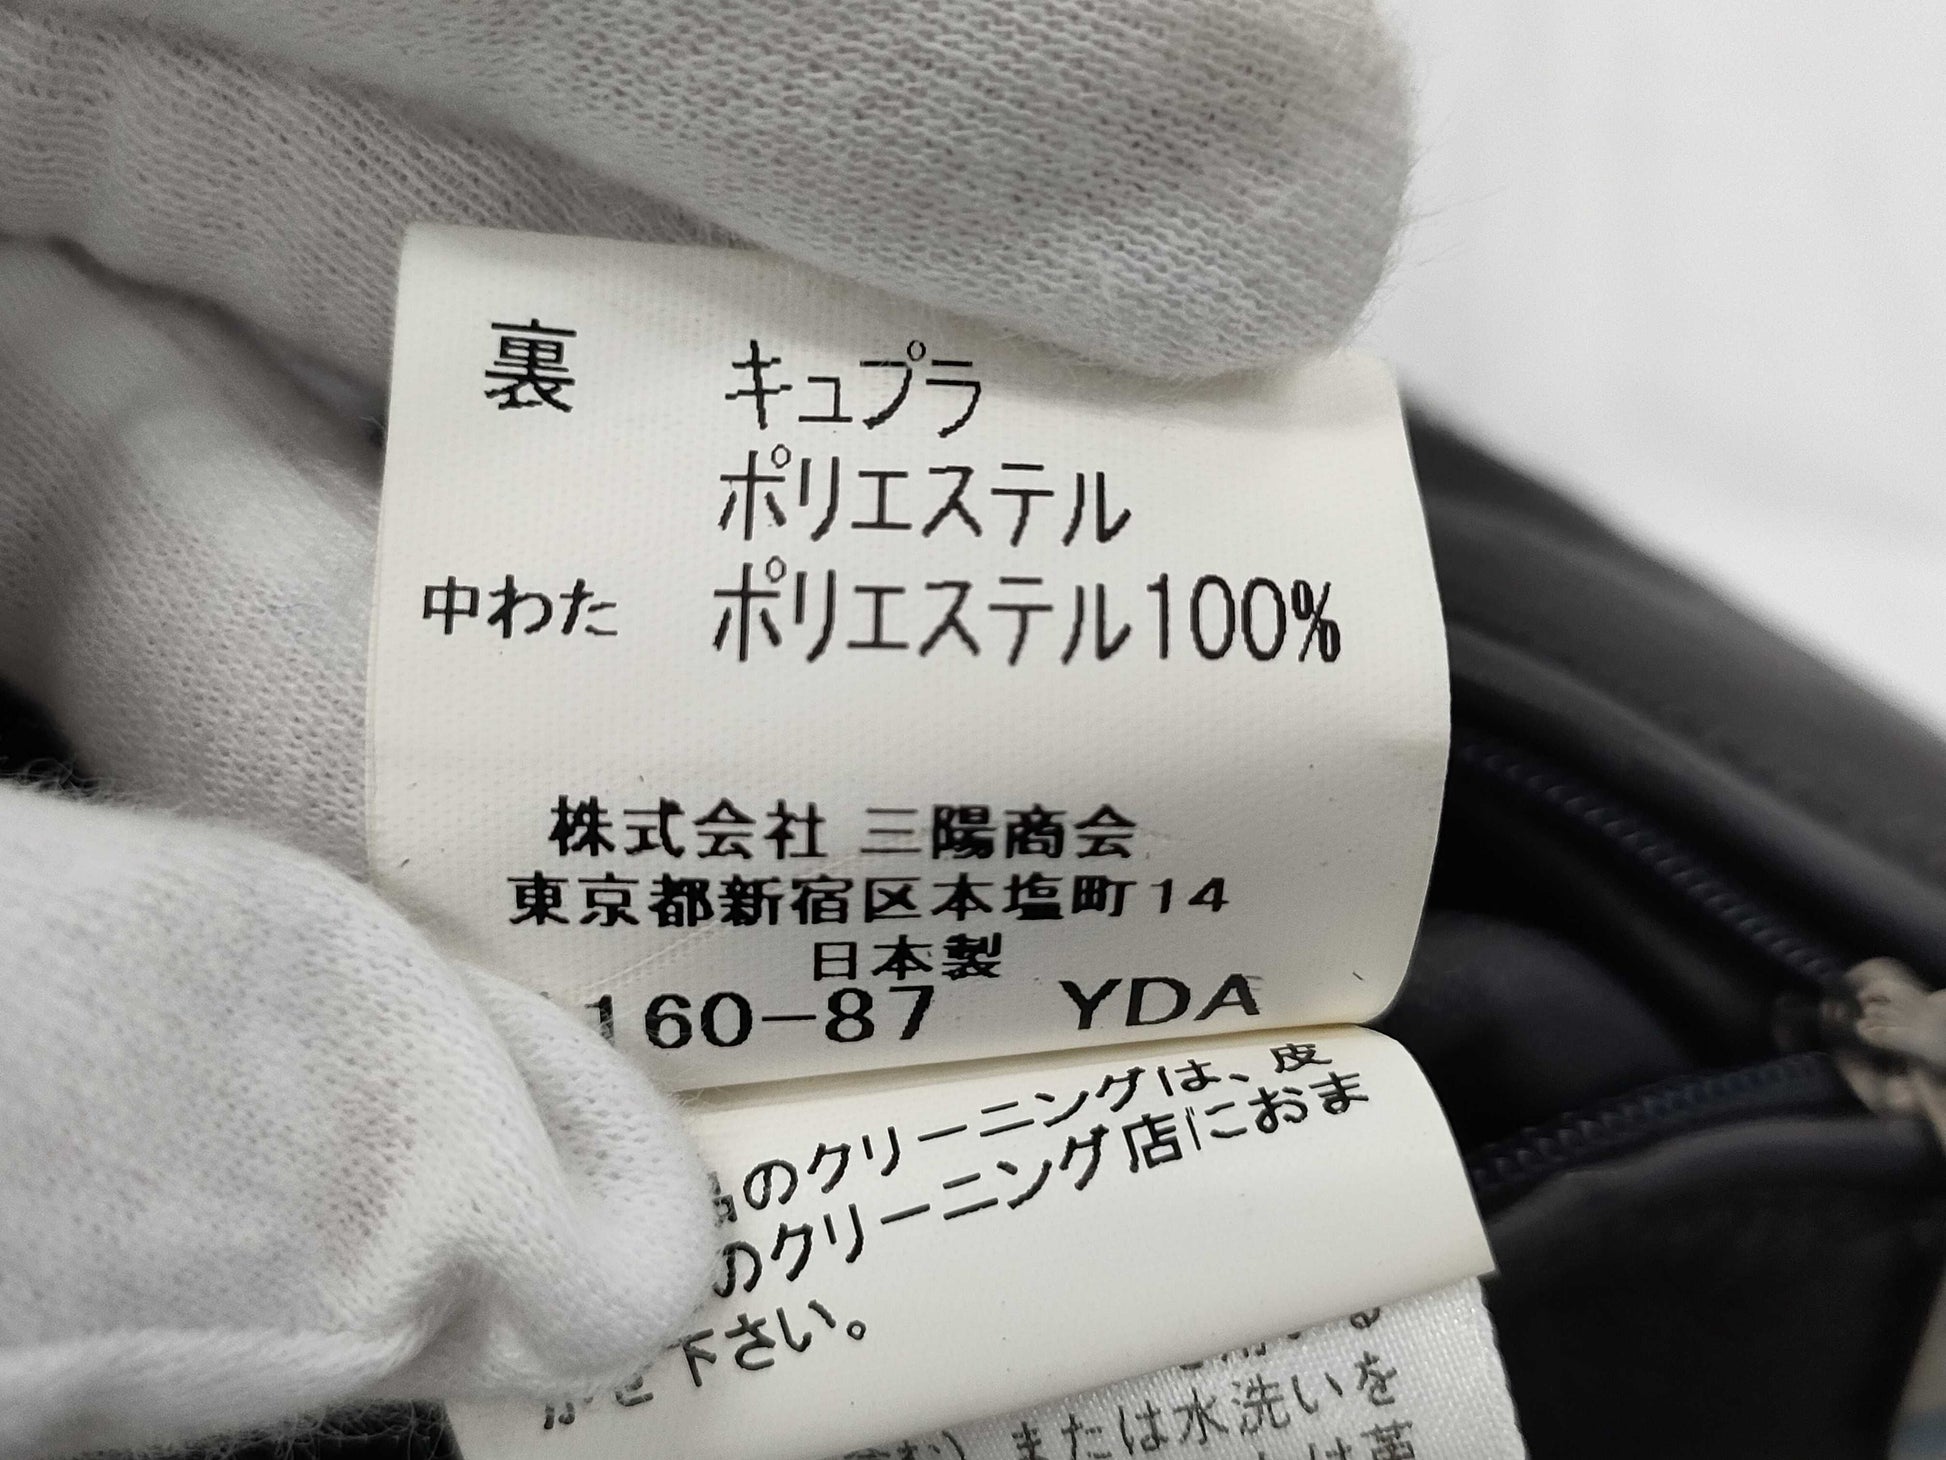 裏 キュプラ
ポリエステル
中わた ポリエステル100%
株式会社 三陽商会
東京都新宿区本塩町14
日本製
160-87 YDA
のクリーニングは、皮
のクリーニング店におま
下さい。
または水洗いを